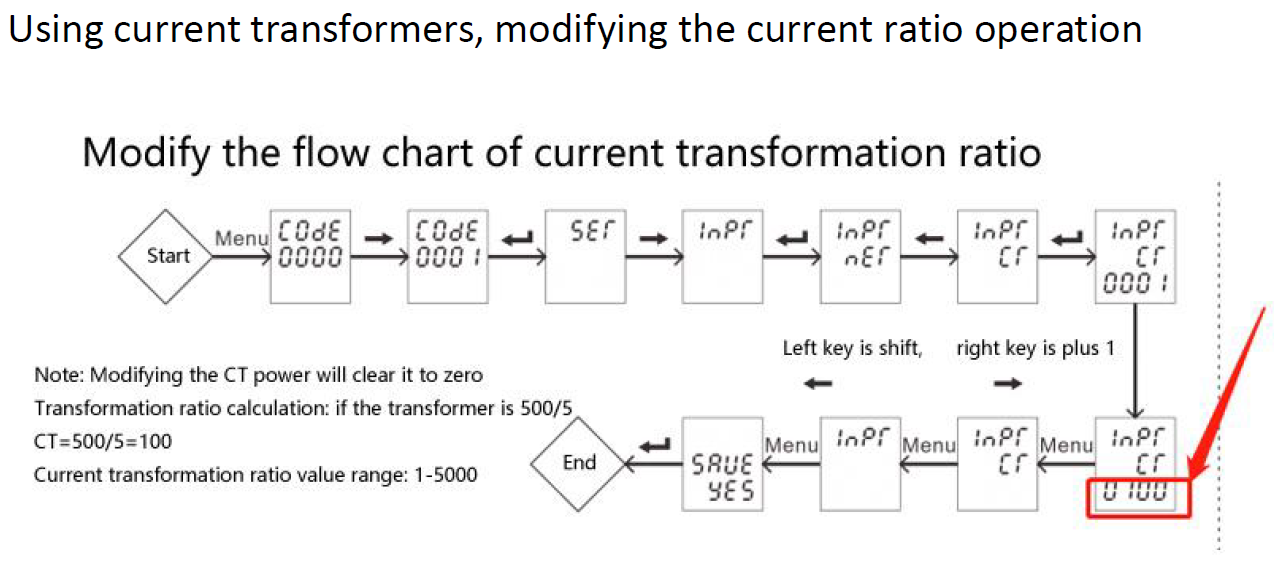 Using current transformers, modifying the current ratio operation
Modify the flow chart of current transformation ratio
Start
Menu
COdE
0000
COdE
0001
SET
InPT
InPT
nET
InPT
CT
InPT
CT
0001
Left key is shift, right key is plus 1
Note: Modifying the CT power will clear it to zero
Transformation ratio calculation: if the transformer is 500/5
CT=500/5=100
Current transformation ratio value range: 1-5000
End
SAVE
YES
Menu
InPT
Menu
InPT
CT
Menu
InPT
CT
0100